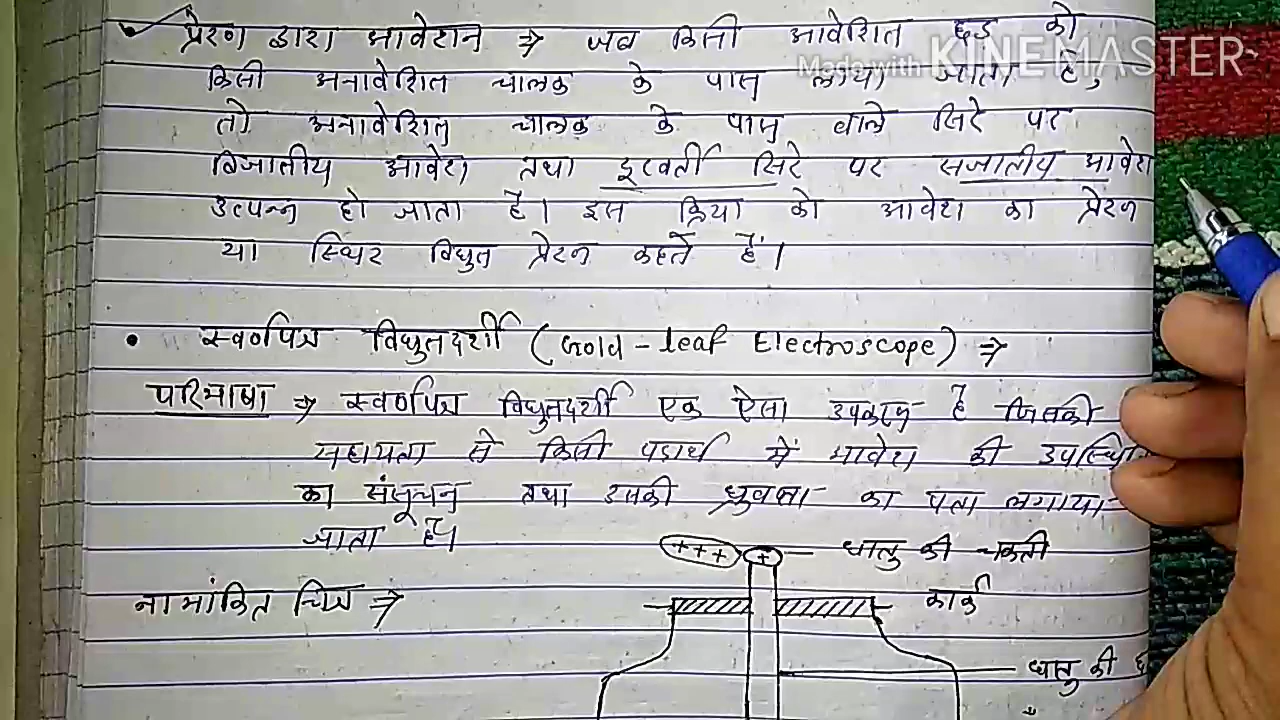 प्रेरण द्वारा आवेशन ⇒ जब किसी आवेशित छड़ को
Made with KINEMASTER
किसी अनावेशित चालक के पास लाया जाता है,
तो अनावेशित चालक के पास वाले सिरे पर
विजातीय आवेश तथा दूरवर्ती सिरे पर सजातीय आवेश
उत्पन्न हो जाता है। इस क्रिया को आवेश का प्रेरण
या स्थिर विधुत प्रेरण कहते हैं।
• स्वर्णपत्र विधुतदर्शी (Gold-leaf Electroscope) ⇒
परिभाषा ⇒ स्वर्णपत्र विधुतदर्शी एक ऐसा उपकरण है जिसकी
सहायता से किसी पदार्थ में आवेश की उपस्थि
का संसूचन तथा उसकी ध्रुवता का पता लगाया
जाता है।
+++ + धातु की चकती
नामांकित चित्र ⇒ कार्क
धातु की छ